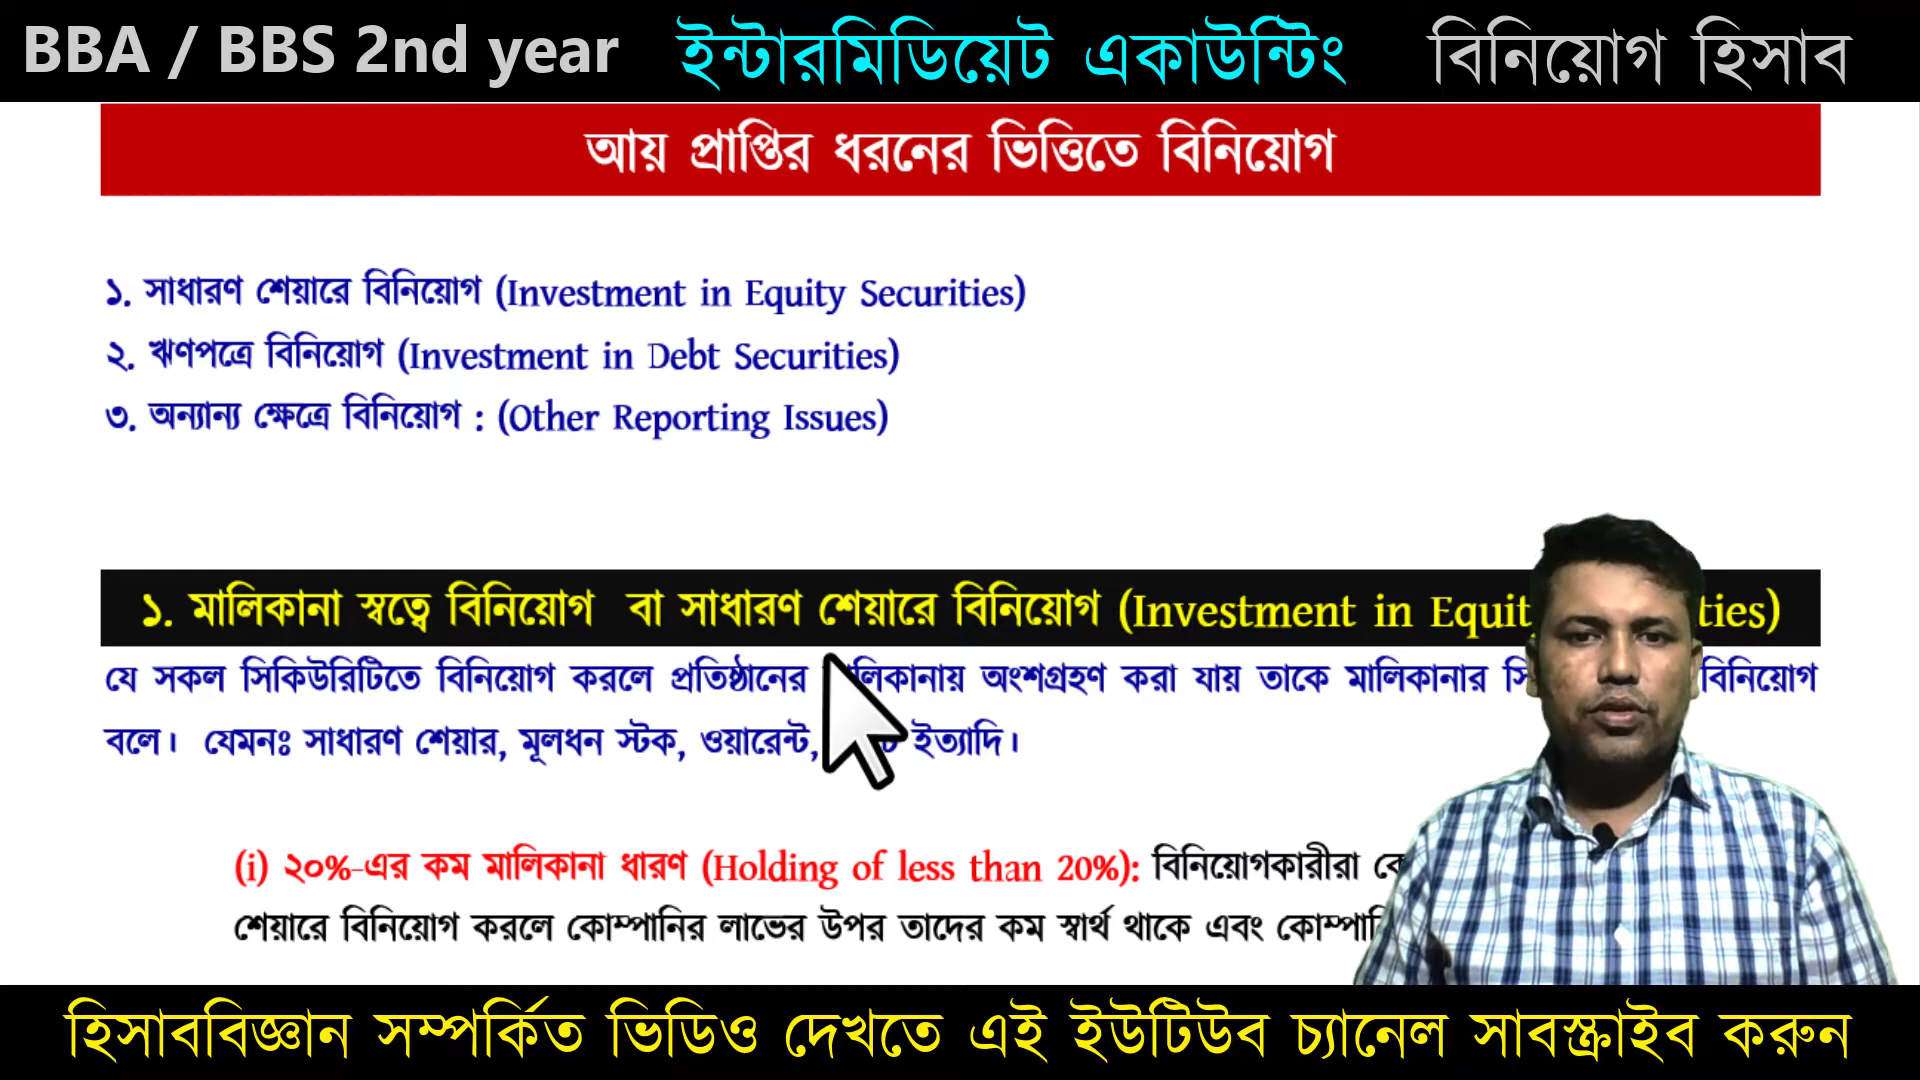 BBA / BBS 2nd year ইন্টারমিডিয়েট একাউন্টিং বিনিয়োগ হিসাব
আয় প্রাপ্তির ধরনের ভিত্তিতে বিনিয়োগ
১. সাধারণ শেয়ারে বিনিয়োগ (Investment in Equity Securities)
২. ঋণপত্রে বিনিয়োগ (Investment in Debt Securities)
৩. অন্যান্য ক্ষেত্রে বিনিয়োগ : (Other Reporting Issues)
১. মালিকানা স্বত্বে বিনিয়োগ বা সাধারণ শেয়ারে বিনিয়োগ (Investment in
যে সকল সিকিউরিটিতে বিনিয়োগ করলে প্রতিষ্ঠানের অংশগ্রহণ করা যায় তাকে মালিকানার বিনিয়োগ
বলে। যেমনঃ সাধারণ শেয়ার, মূলধন স্টক, ওয়ারেন্ট, ইত্যাদি।
(i) ২০%-এর কম মালিকানা ধারণ (Holding of less than 20%): বিনিয়োগকারীরা
শেয়ারে বিনিয়োগ করলে কোম্পানির লাভের উপর তাদের কম স্বার্থ থাকে এবং
হিসাববিজ্ঞান সম্পর্কিত ভিডিও দেখতে এই ইউটিউব চ্যানেল সাবস্ক্রাইব করুন